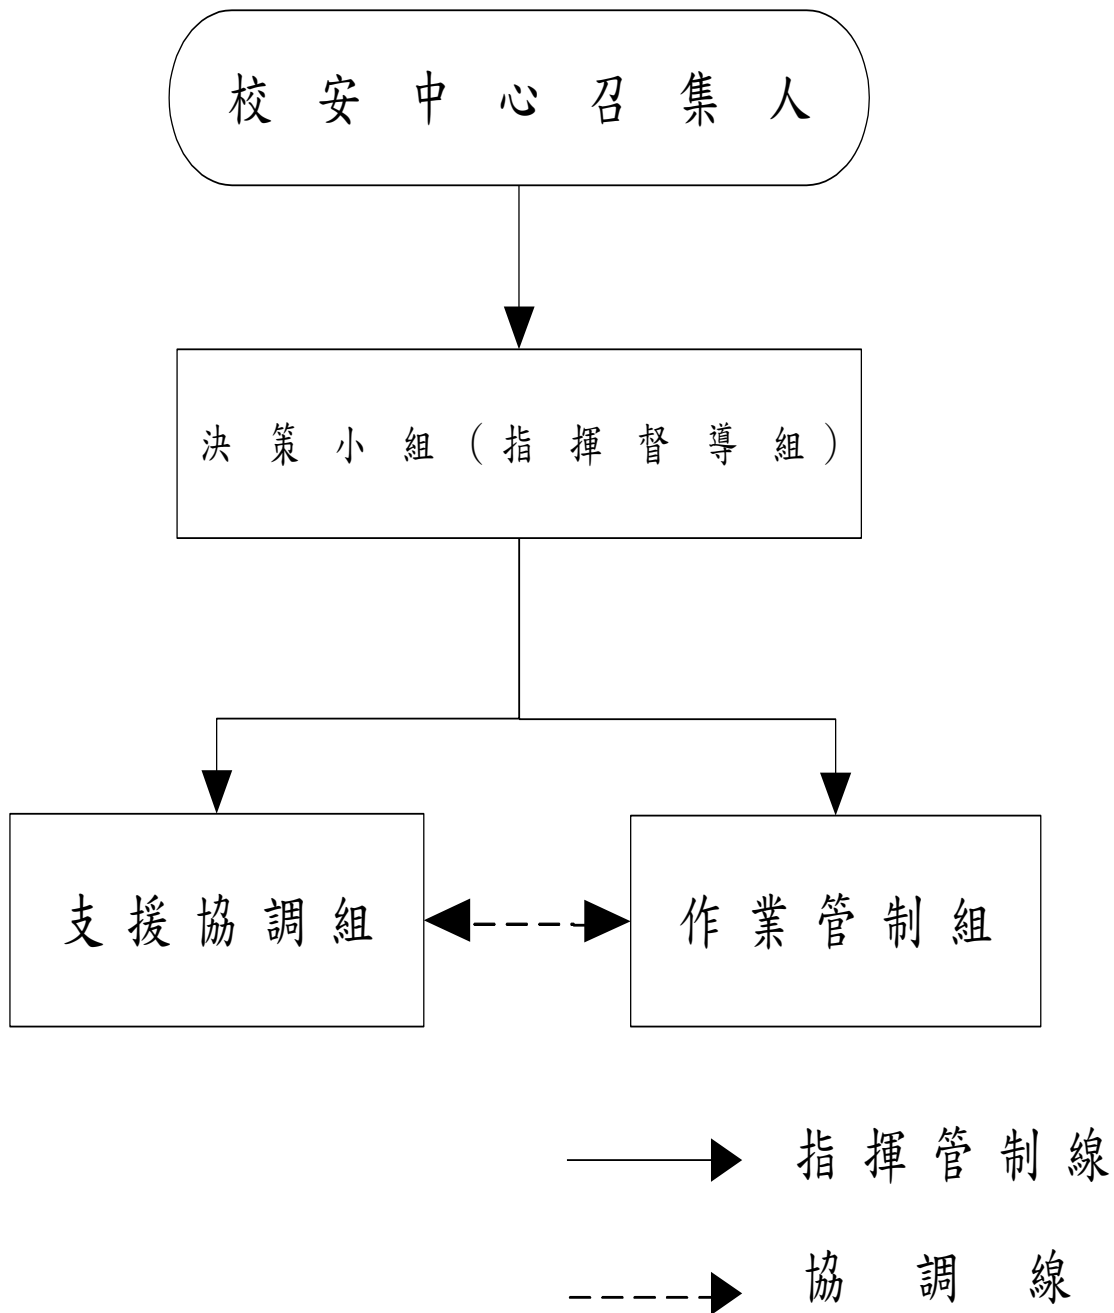 校安中心召集人
決策小組(指揮督導組)
支援協調組
作業管制組
指揮管制線
協調線